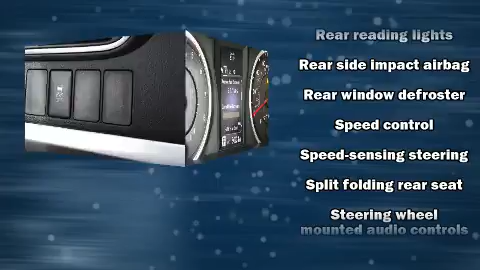 Rear reading lights
Rear side impact airbag
Rear window defroster
Speed control
Speed-sensing steering
Split folding rear seat
Steering wheel
mounted audio controls